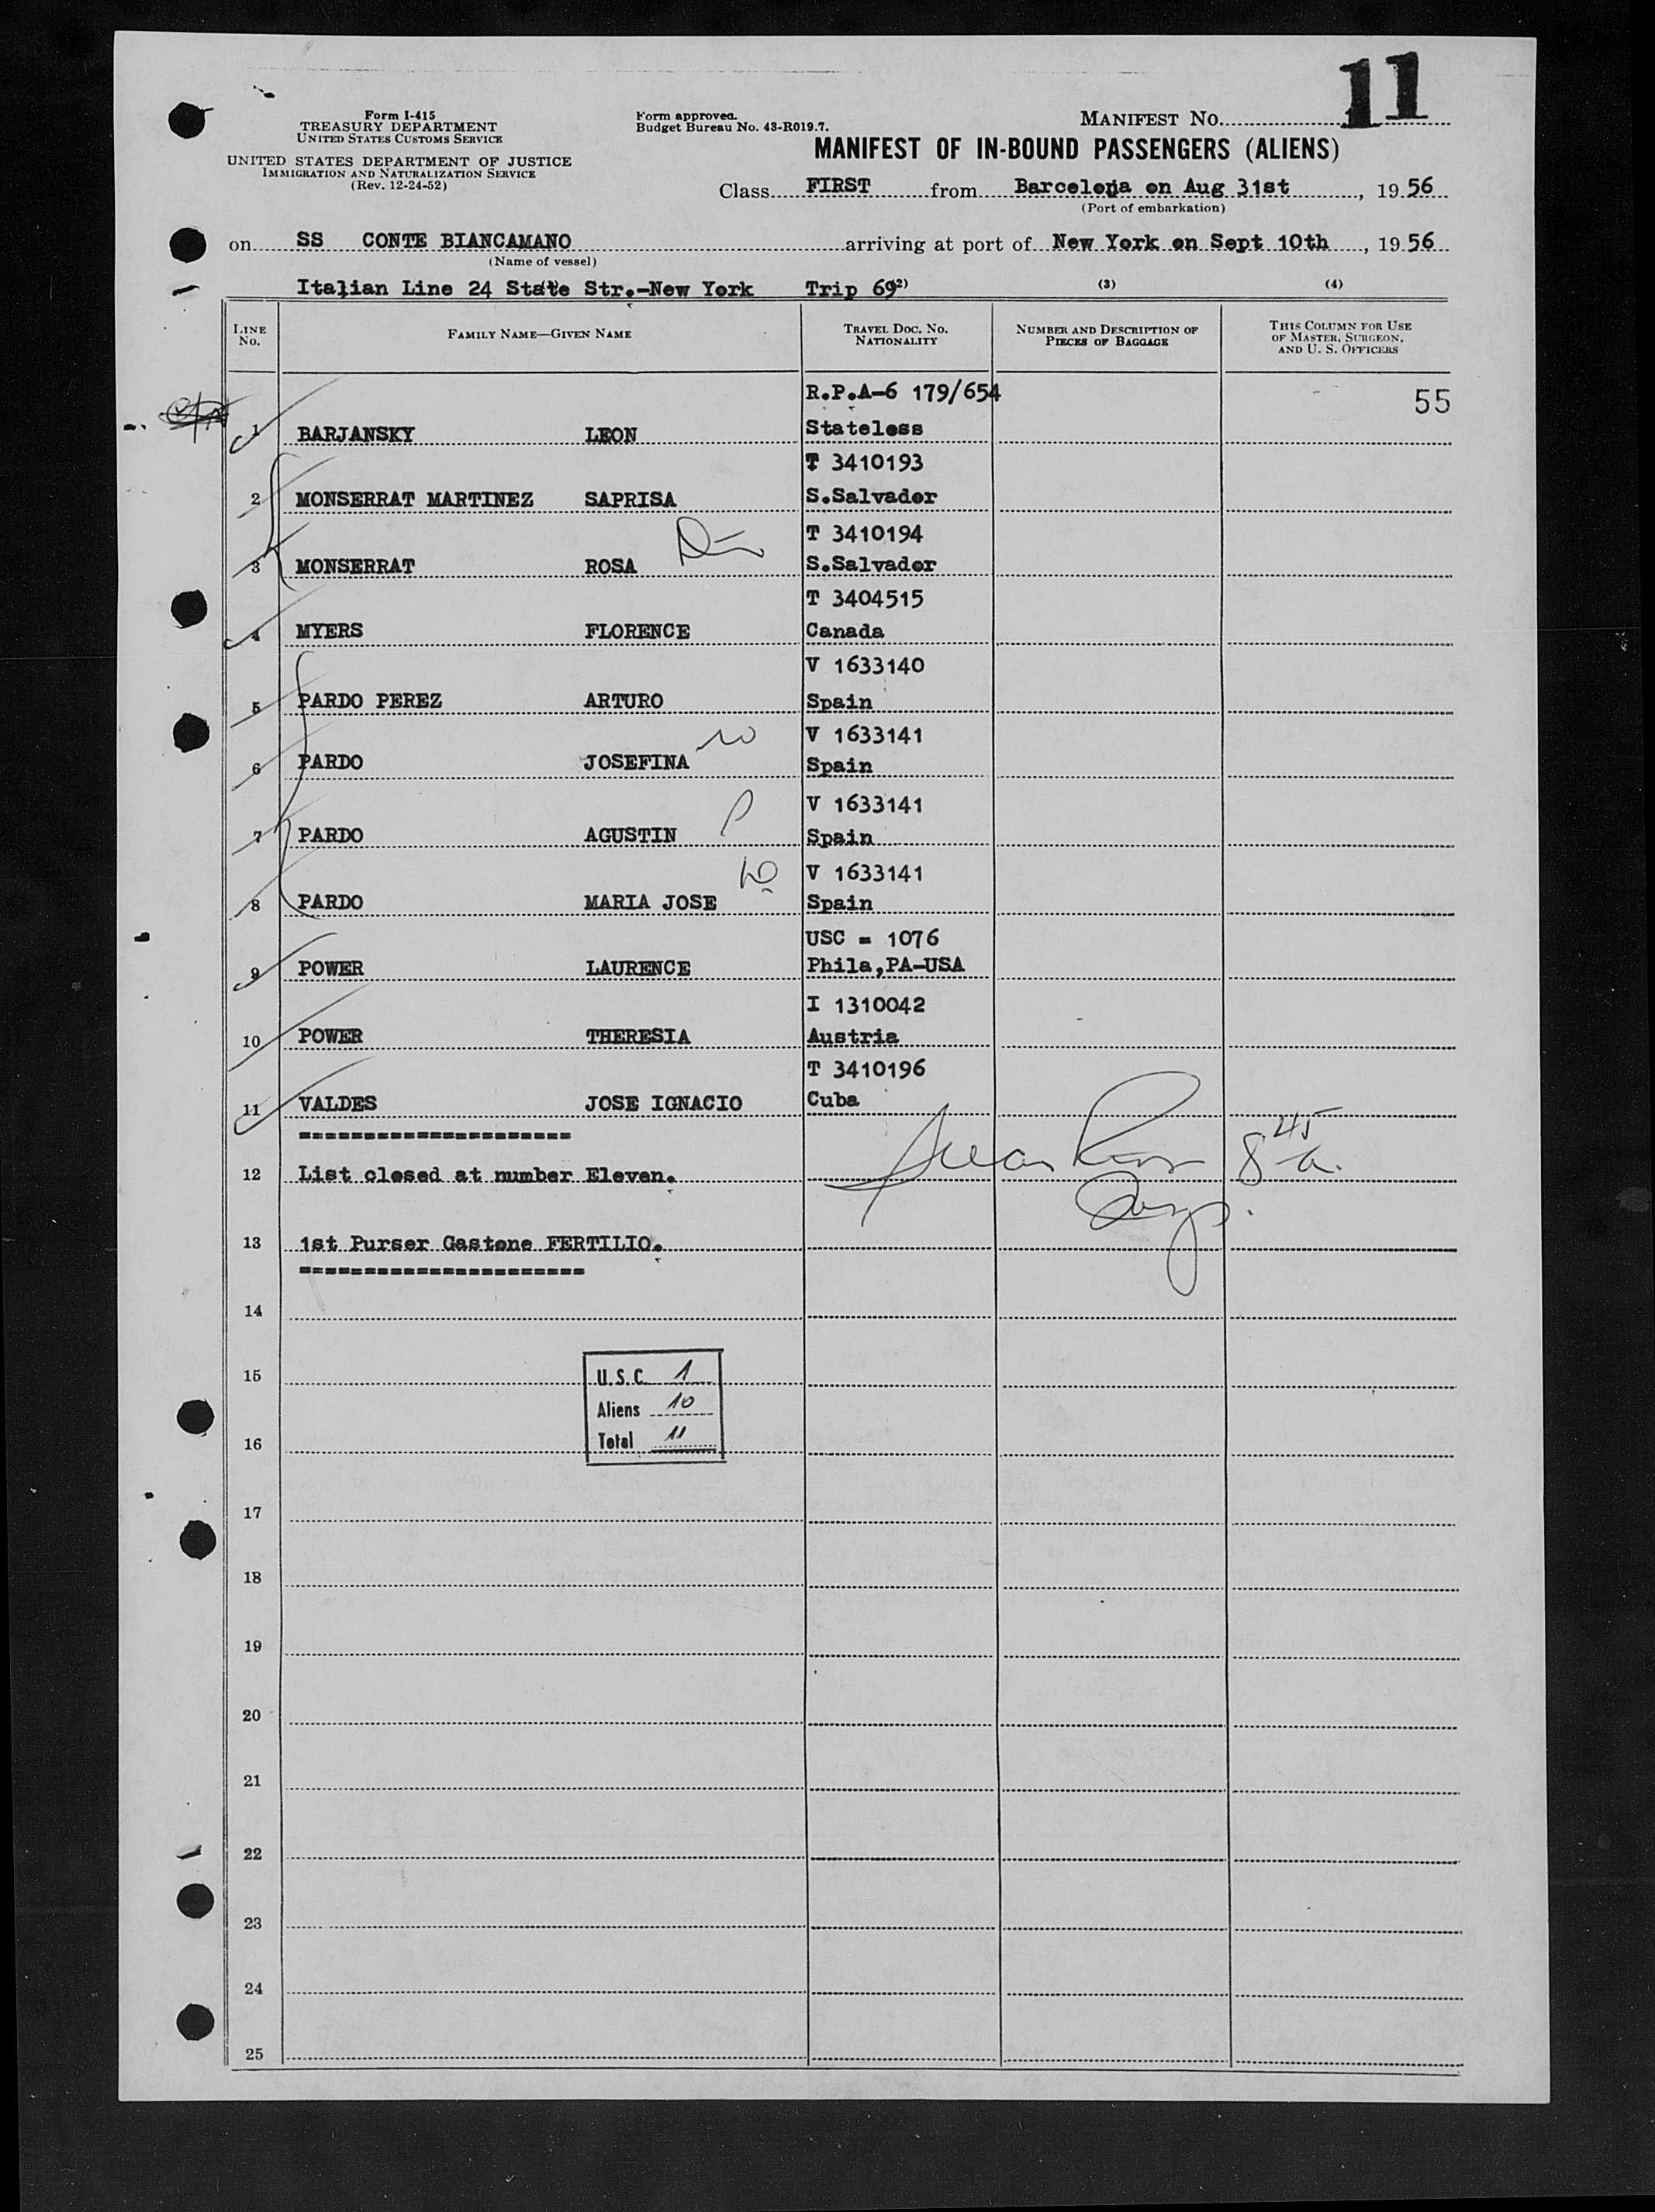 11
Form I-415
TREASURY DEPARTMENT
UNITED STATES CUSTOMS SERVICE
UNITED STATES DEPARTMENT OF JUSTICE
IMMIGRATION AND NATURALIZATION SERVICE
(Rev. 12-24-52)
Form approved.
Budget Bureau No. 43-R019.7.
MANIFEST NO.
MANIFEST OF IN-BOUND PASSENGERS (ALIENS)
Class FIRST from Barcelona on Aug 31st, 1956
(Port of embarkation)
on SS CONTE BIANCAMANO arriving at port of New York on Sept 10th, 1956
(Name of vessel)
Italian Line 24 State Str.-New York Trip 69 (2) (3) (4)
LINE No. FAMILY NAME—GIVEN NAME TRAVEL DOC. NO. NATIONALITY NUMBER AND DESCRIPTION OF PIECES OF BAGGAGE THIS COLUMN FOR USE OF MASTER, SURGEON, AND U. S. OFFICERS
R.P.A-6 179/654 55
1 BARJANSKY LEON Stateless
T 3410193
2 MONSERRAT MARTINEZ SAPRISA S.Salvador
T 3410194
3 MONSERRAT ROSA S.Salvador
T 3404515
4 MYERS FLORENCE Canada
V 1633140
5 PARDO PEREZ ARTURO Spain
V 1633141
6 PARDO JOSEFINA Spain
V 1633141
7 PARDO AGUSTIN Spain
V 1633141
8 PARDO MARIA JOSE Spain
USC = 1076
9 POWER LAURENCE Phila,PA-USA
I 1310042
10 POWER THERESIA Austria
T 3410196
11 VALDES JOSE IGNACIO Cuba
=====================
12 List closed at number Eleven. 8 45 a.
13 1st Purser Gastone FERTILIO.
======================
14
15
U.S.C. 1
Aliens 10
Total 11
16
17
18
19
20
21
22
23
24
25